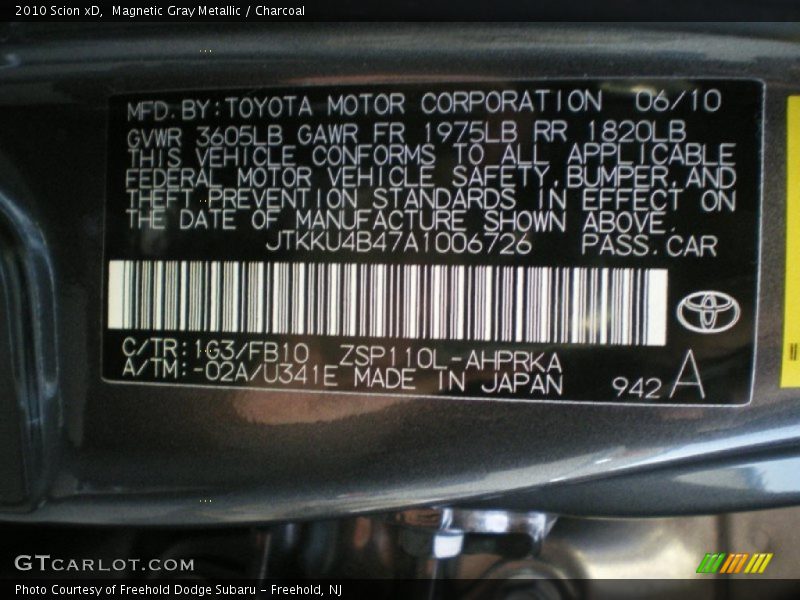 2010 Scion xD,  Magnetic Gray Metallic / Charcoal
MFD. BY: TOYOTA MOTOR CORPORATION 06/10
GVWR 3605LB GAWR FR 1975LB RR 1820LB
THIS VEHICLE CONFORMS TO ALL APPLICABLE
FEDERAL MOTOR VEHICLE SAFETY, BUMPER, AND
THEFT PREVENTION STANDARDS IN EFFECT ON
THE DATE OF MANUFACTURE SHOWN ABOVE.
JTKKU4B47A1006726 PASS. CAR
C/TR: 1G3/FB10 ZSP110L-AHPRKA
A/TM: -02A/U341E MADE IN JAPAN 942 A
GTCARLOT.COM
Photo Courtesy of Freehold Dodge Subaru - Freehold, NJ